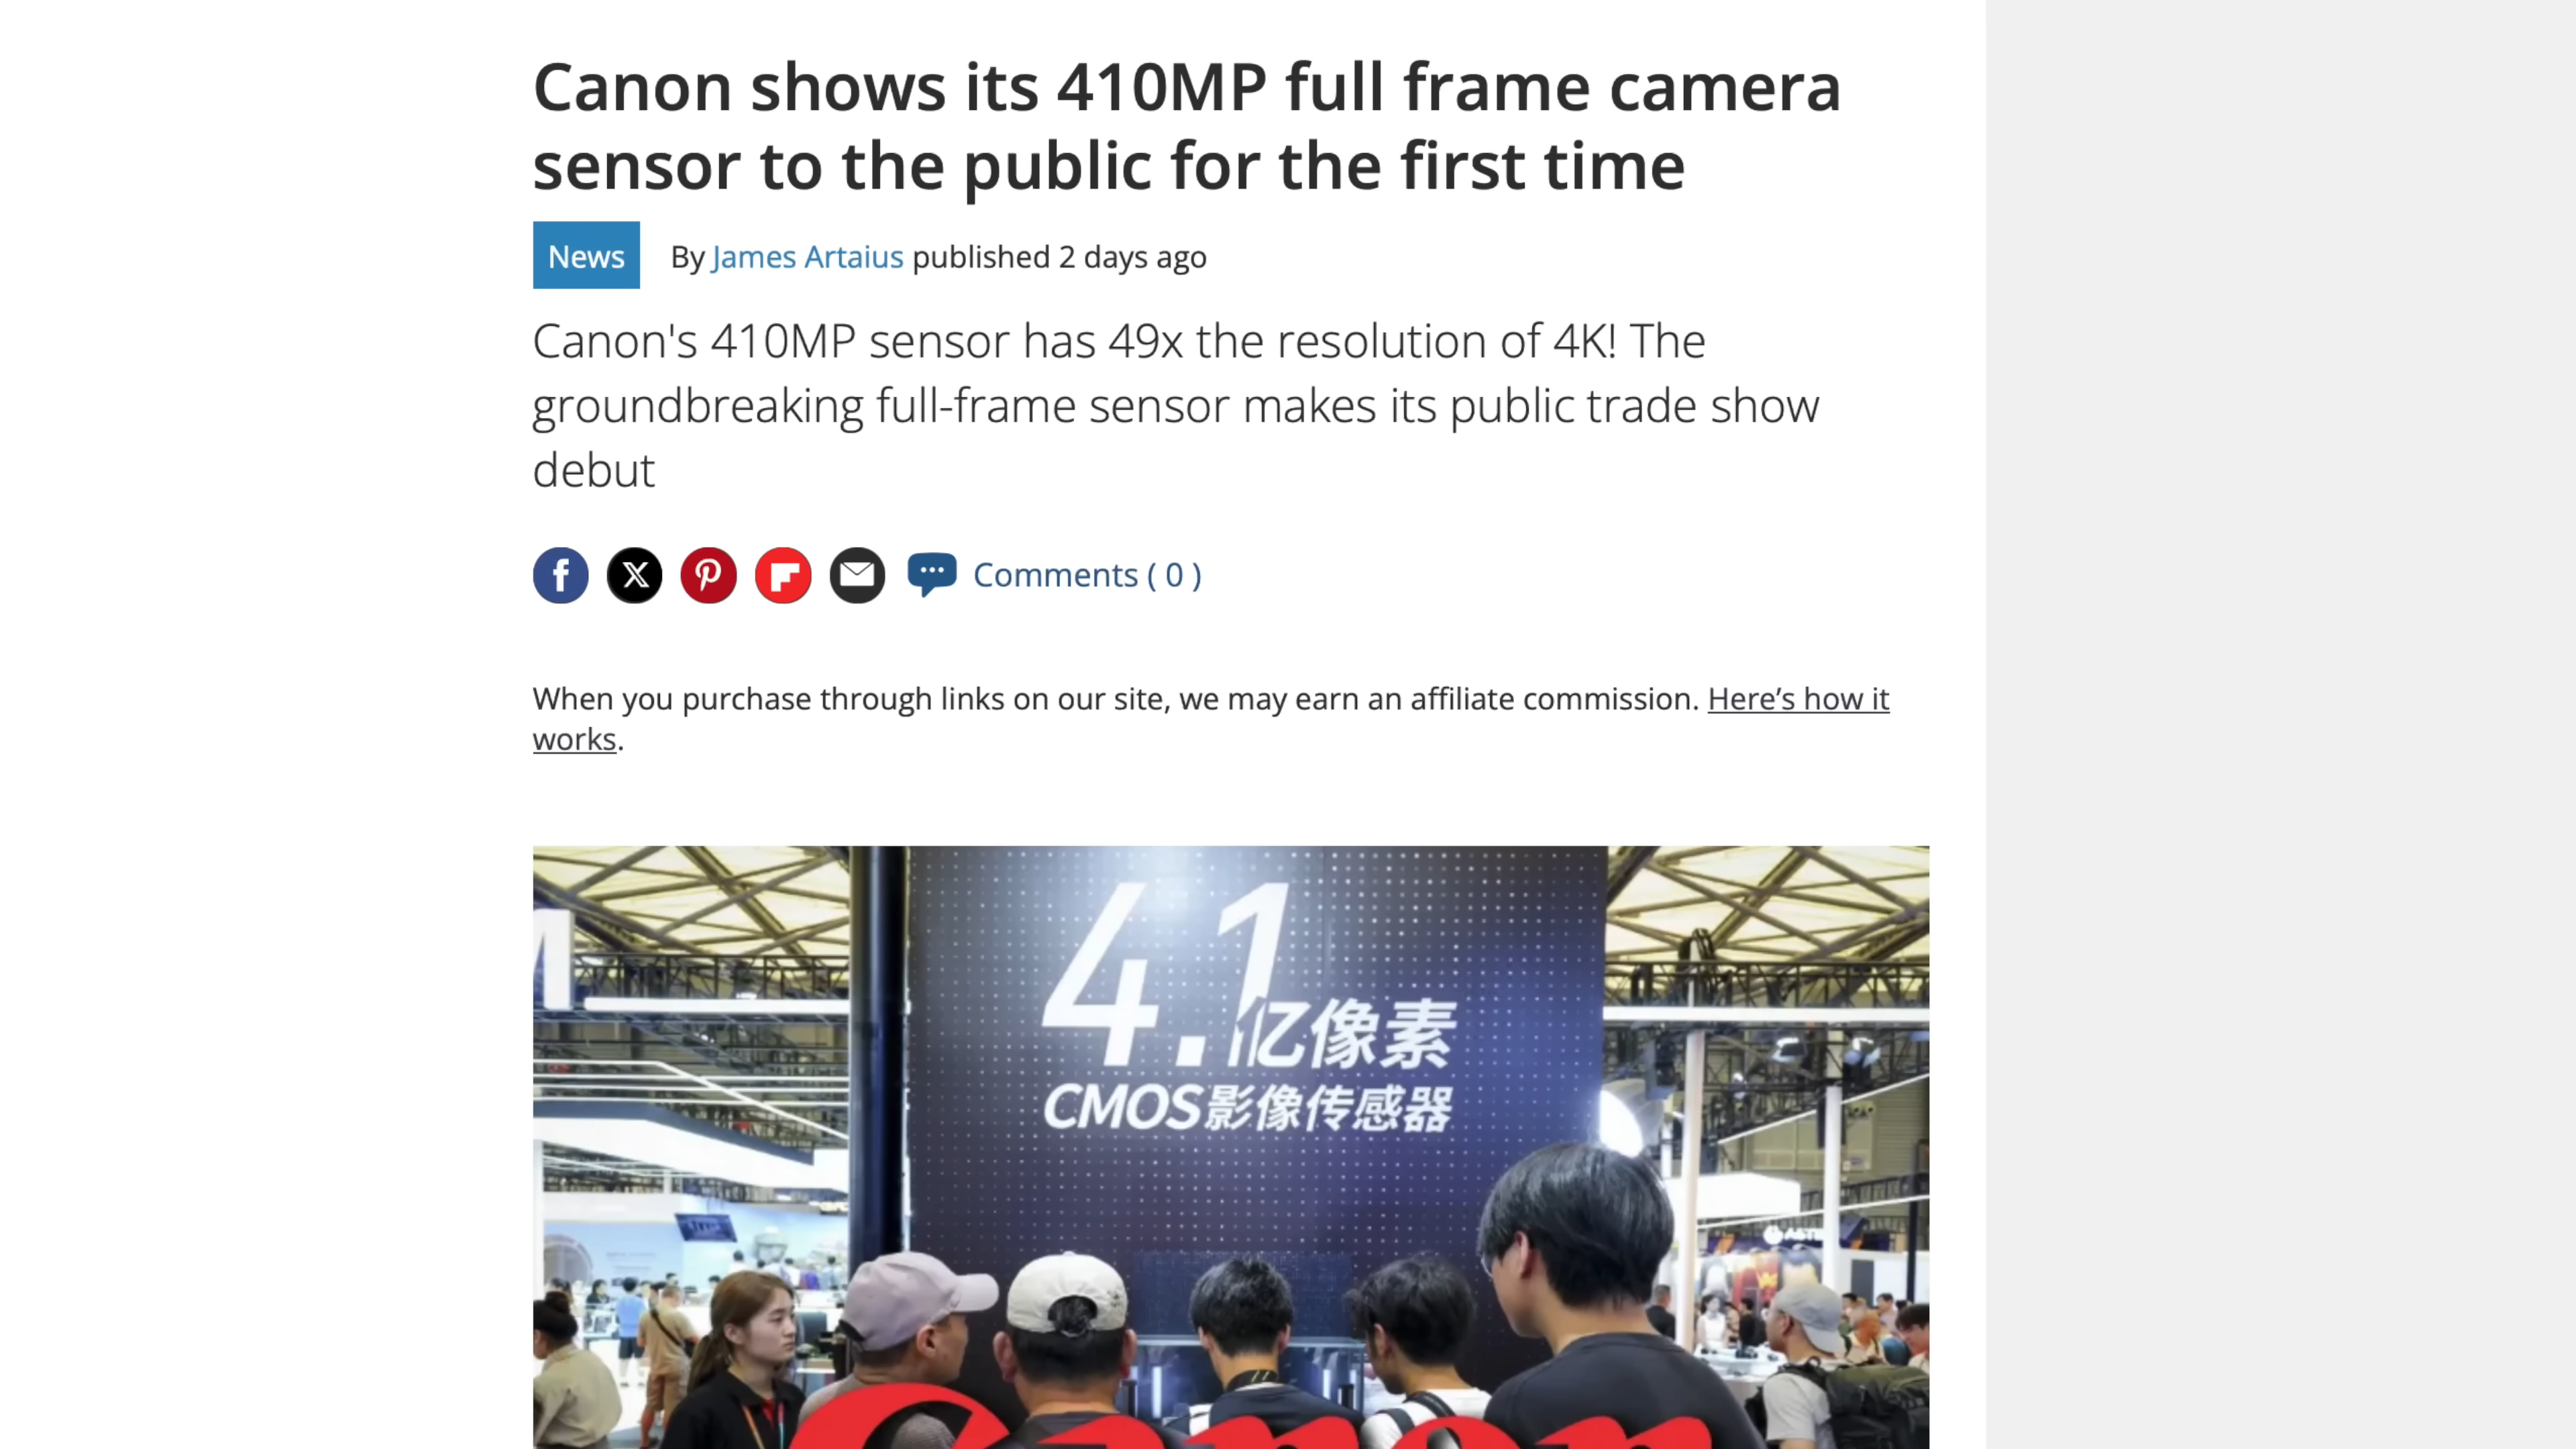 Canon shows its 410MP full frame camera
sensor to the public for the first time
News
By James Artaius published 2 days ago
Canon's 410MP sensor has 49x the resolution of 4K! The
groundbreaking full-frame sensor makes its public trade show
debut
Comments ( 0 )
When you purchase through links on our site, we may earn an affiliate commission. Here’s how it
works.
4.1亿像素
CMOS影像传感器
Canon